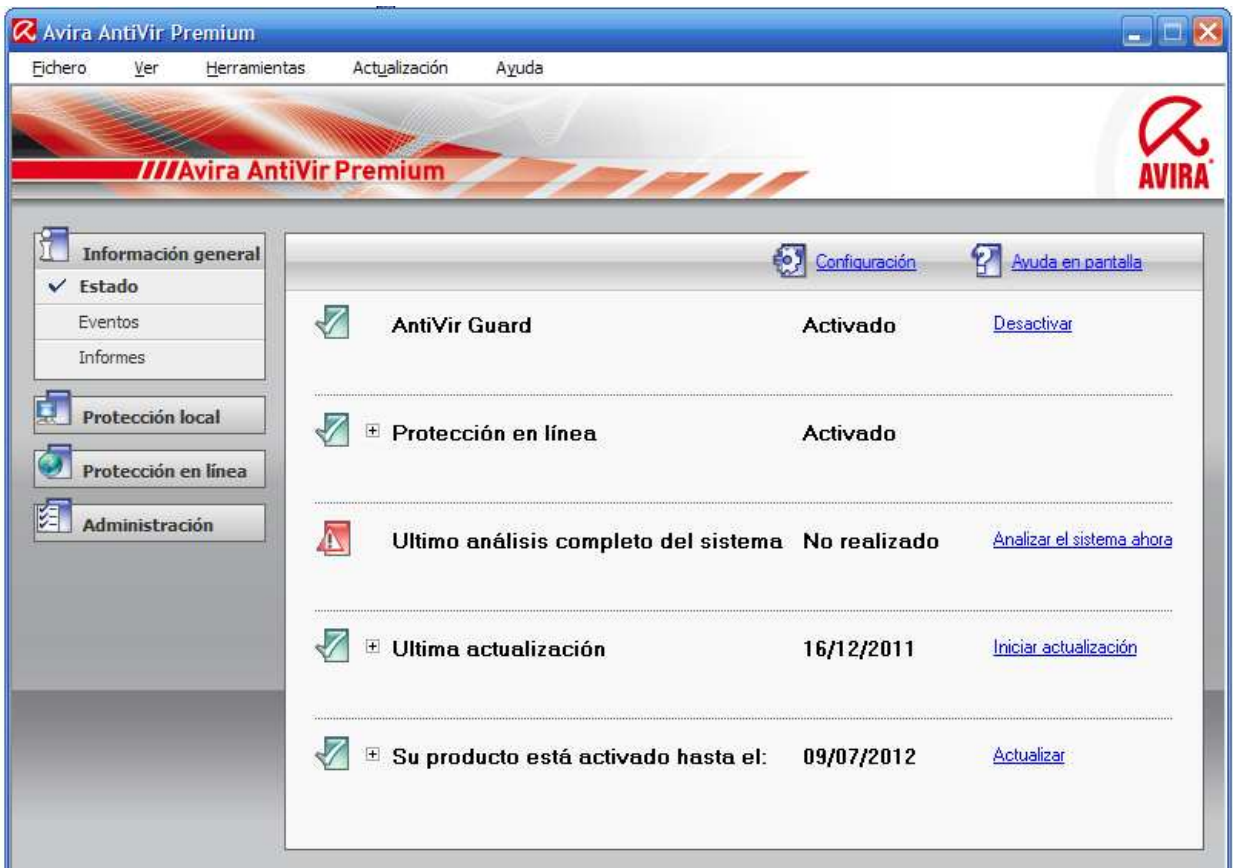 Avira AntiVir Premium
Fichero Ver Herramientas Actualización Ayuda
Avira AntiVir Premium
AVIRA
Información general
Estado
Eventos
Informes
Protección local
Protección en línea
Administración
Configuración Ayuda en pantalla
AntiVir Guard Activado Desactivar
Protección en línea Activado
Ultimo análisis completo del sistema No realizado Analizar el sistema ahora
Ultima actualización 16/12/2011 Iniciar actualización
Su producto está activado hasta el: 09/07/2012 Actualizar